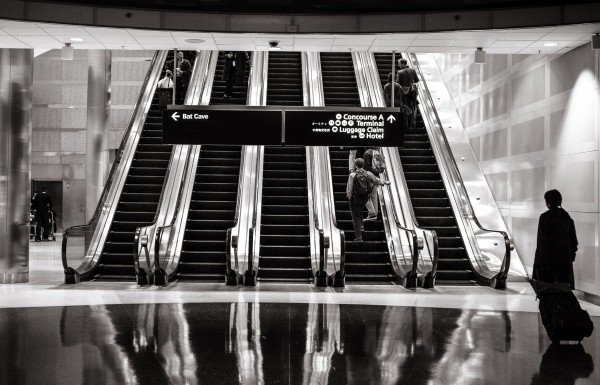 ← Bat Cave
Concourse A
Terminal
Luggage Claim
Hotel
↑